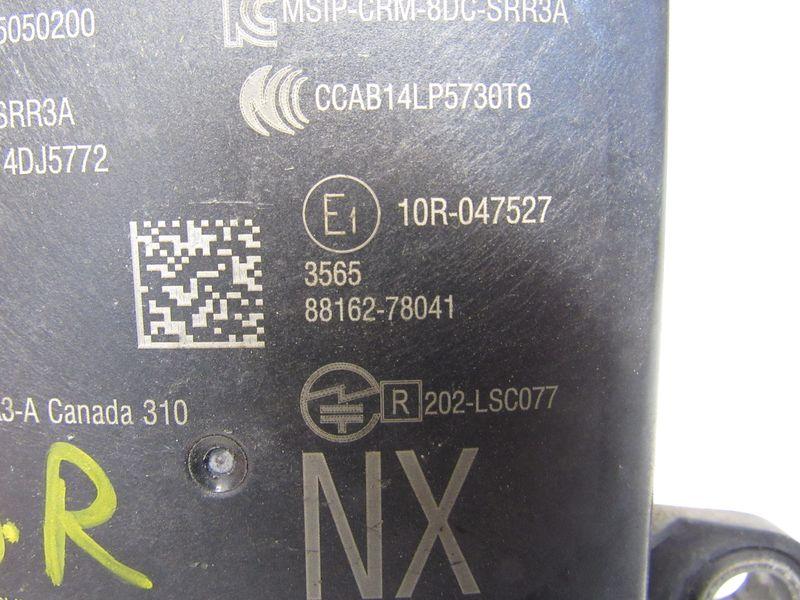 5050200
MSIP-CRM-8DC-SRR3A
CCAB14LP5730T6
SRR3A
4DJ5772
E1 10R-047527
3565
88162-78041
3-A Canada 310
R 202-LSC077
NX
R